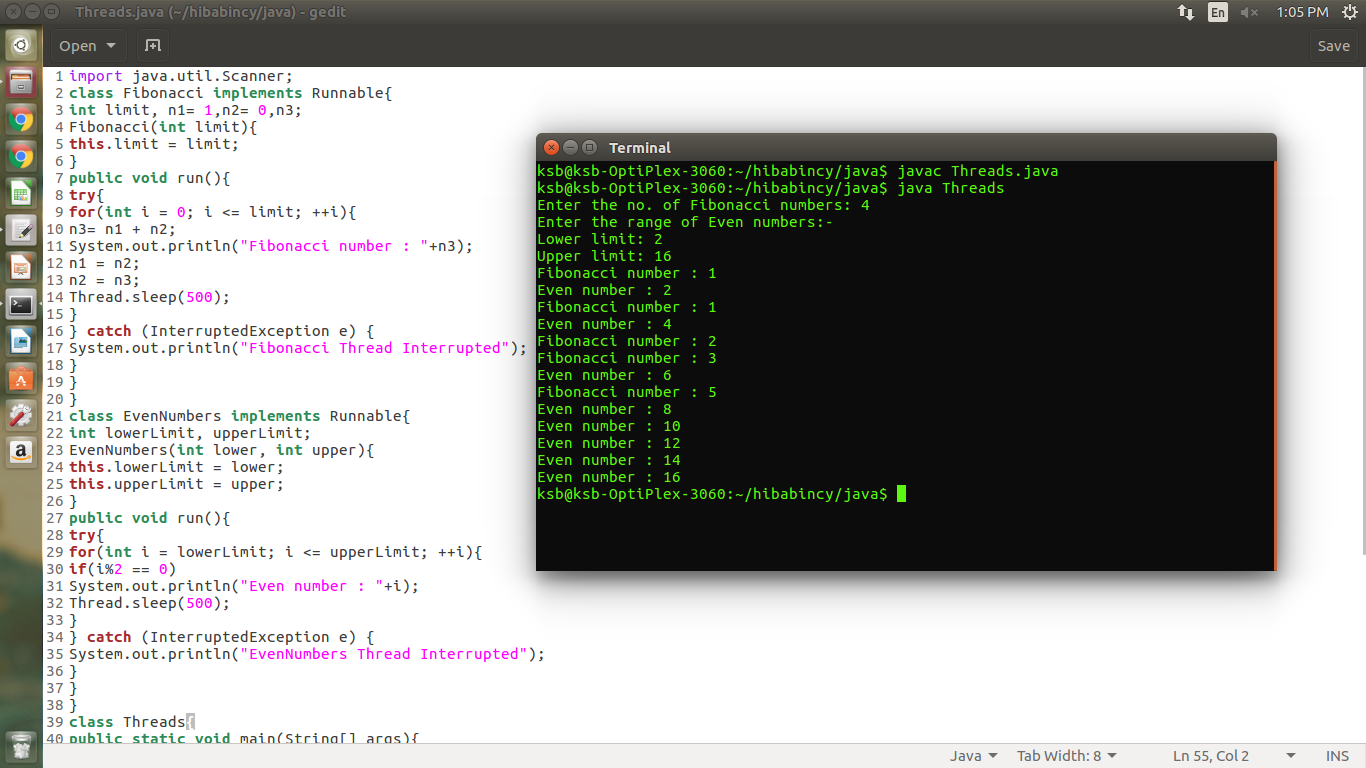 Threads.java (~/hibabincy/java) - gedit
En
1:05 PM
Open
Save
1 import java.util.Scanner;
2 class Fibonacci implements Runnable{
3 int limit, n1= 1,n2= 0,n3;
4 Fibonacci(int limit){
5 this.limit = limit;
6 }
7 public void run(){
8 try{
9 for(int i = 0; i <= limit; ++i){
10 n3= n1 + n2;
11 System.out.println("Fibonacci number : "+n3);
12 n1 = n2;
13 n2 = n3;
14 Thread.sleep(500);
15 }
16 } catch (InterruptedException e) {
17 System.out.println("Fibonacci Thread Interrupted");
18 }
19 }
20 }
21 class EvenNumbers implements Runnable{
22 int lowerLimit, upperLimit;
23 EvenNumbers(int lower, int upper){
24 this.lowerLimit = lower;
25 this.upperLimit = upper;
26 }
27 public void run(){
28 try{
29 for(int i = lowerLimit; i <= upperLimit; ++i){
30 if(i%2 == 0)
31 System.out.println("Even number : "+i);
32 Thread.sleep(500);
33 }
34 } catch (InterruptedException e) {
35 System.out.println("EvenNumbers Thread Interrupted");
36 }
37 }
38 }
39 class Threads{
40 public static void main(String[] args){
Terminal
ksb@ksb-OptiPlex-3060:~/hibabincy/java$ javac Threads.java
ksb@ksb-OptiPlex-3060:~/hibabincy/java$ java Threads
Enter the no. of Fibonacci numbers: 4
Enter the range of Even numbers:-
Lower limit: 2
Upper limit: 16
Fibonacci number : 1
Even number : 2
Fibonacci number : 1
Even number : 4
Fibonacci number : 2
Fibonacci number : 3
Even number : 6
Fibonacci number : 5
Even number : 8
Even number : 10
Even number : 12
Even number : 14
Even number : 16
ksb@ksb-OptiPlex-3060:~/hibabincy/java$
Java
Tab Width: 8
Ln 55, Col 2
INS